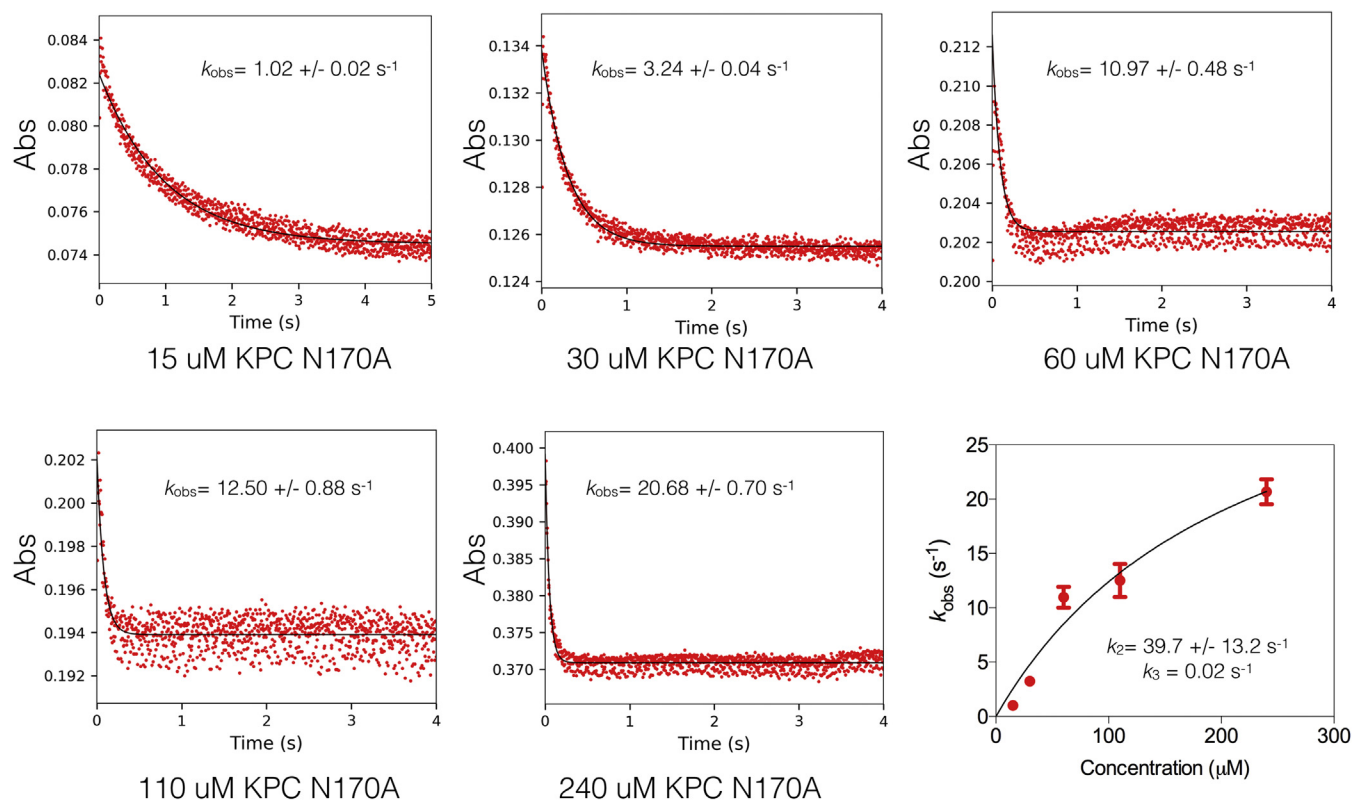 0.084
0.082
0.080
0.078
0.076
0.074
Abs
kobs= 1.02 +/- 0.02 s-1
0 1 2 3 4 5
Time (s)
15 uM KPC N170A
0.134
0.132
0.130
0.128
0.126
0.124
Abs
kobs= 3.24 +/- 0.04 s-1
0 1 2 3 4
Time (s)
30 uM KPC N170A
0.212
0.210
0.208
0.206
0.204
0.202
0.200
Abs
kobs= 10.97 +/- 0.48 s-1
0 1 2 3 4
Time (s)
60 uM KPC N170A
0.202
0.200
0.198
0.196
0.194
0.192
Abs
kobs= 12.50 +/- 0.88 s-1
0 1 2 3 4
Time (s)
110 uM KPC N170A
0.400
0.395
0.390
0.385
0.380
0.375
0.370
Abs
kobs= 20.68 +/- 0.70 s-1
0 1 2 3 4
Time (s)
240 uM KPC N170A
25
20
15
10
5
0
kobs (s-1)
k2= 39.7 +/- 13.2 s-1
k3 = 0.02 s-1
0 100 200 300
Concentration (μM)